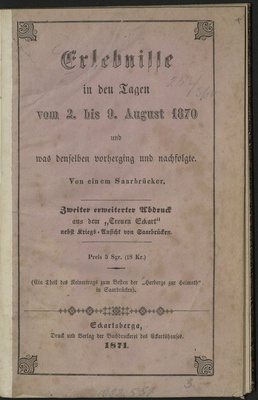 Erlebnisse
in den Tagen
vom 2. bis 9. August 1870
und
was denselben vorherging und nachfolgte.
Von einem Saarbrücker.
Zweiter erweiterter Abdruck
aus dem „Treuen Eckart"
nebst Kriegs-Ansicht von Saarbrücken.
Preis 5 Sgr. (18 Kr.)
(Ein Theil des Reinertrags zum Besten der „Herberge zur Heimath"
in Saarbrücken).
Eckartsberga,
Druck und Verlag der Buchdruckerei des Eckartshauses.
1871.